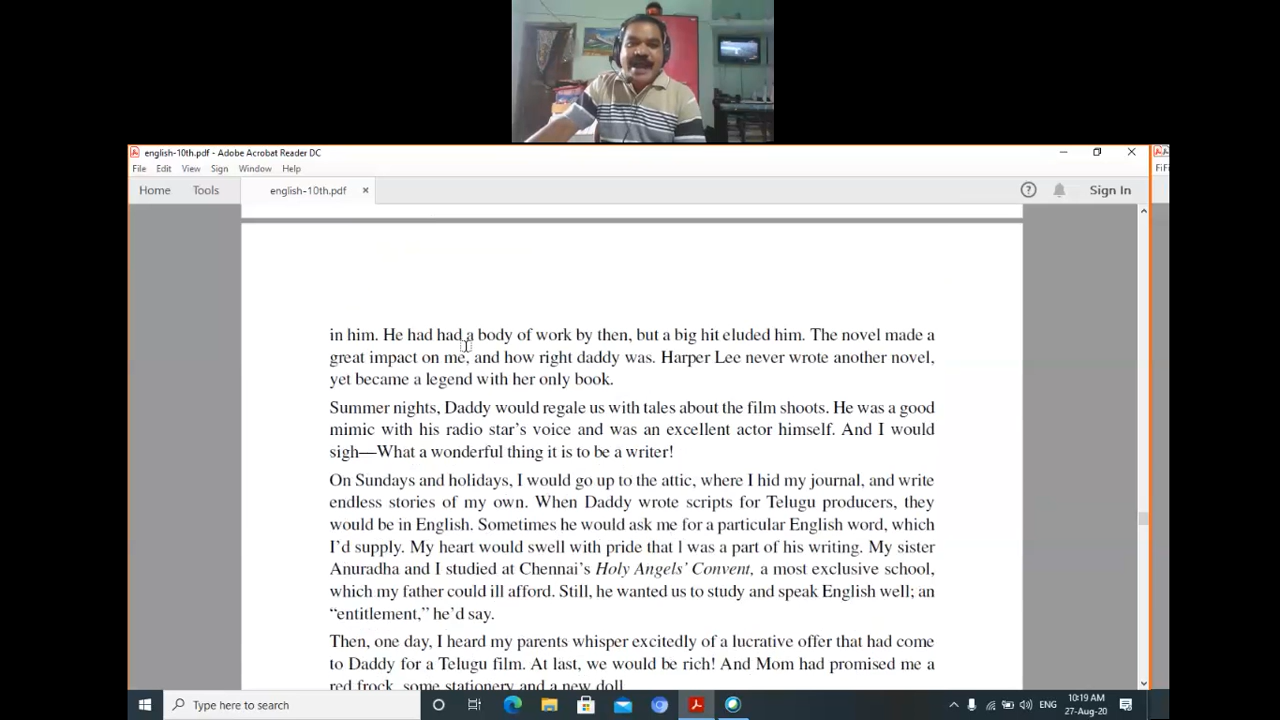 english-10th.pdf - Adobe Acrobat Reader DC
File Edit View Sign Window Help
Home Tools english-10th.pdf × Sign In
in him. He had had a body of work by then, but a big hit eluded him. The novel made a
great impact on me, and how right daddy was. Harper Lee never wrote another novel,
yet became a legend with her only book.
Summer nights, Daddy would regale us with tales about the film shoots. He was a good
mimic with his radio star's voice and was an excellent actor himself. And I would
sigh—What a wonderful thing it is to be a writer!
On Sundays and holidays, I would go up to the attic, where I hid my journal, and write
endless stories of my own. When Daddy wrote scripts for Telugu producers, they
would be in English. Sometimes he would ask me for a particular English word, which
I'd supply. My heart would swell with pride that I was a part of his writing. My sister
Anuradha and I studied at Chennai's Holy Angels' Convent, a most exclusive school,
which my father could ill afford. Still, he wanted us to study and speak English well; an
“entitlement,” he'd say.
Then, one day, I heard my parents whisper excitedly of a lucrative offer that had come
to Daddy for a Telugu film. At last, we would be rich! And Mom had promised me a
red frock, some stationery and a new doll.
Type here to search
ENG
10:19 AM
27-Aug-20